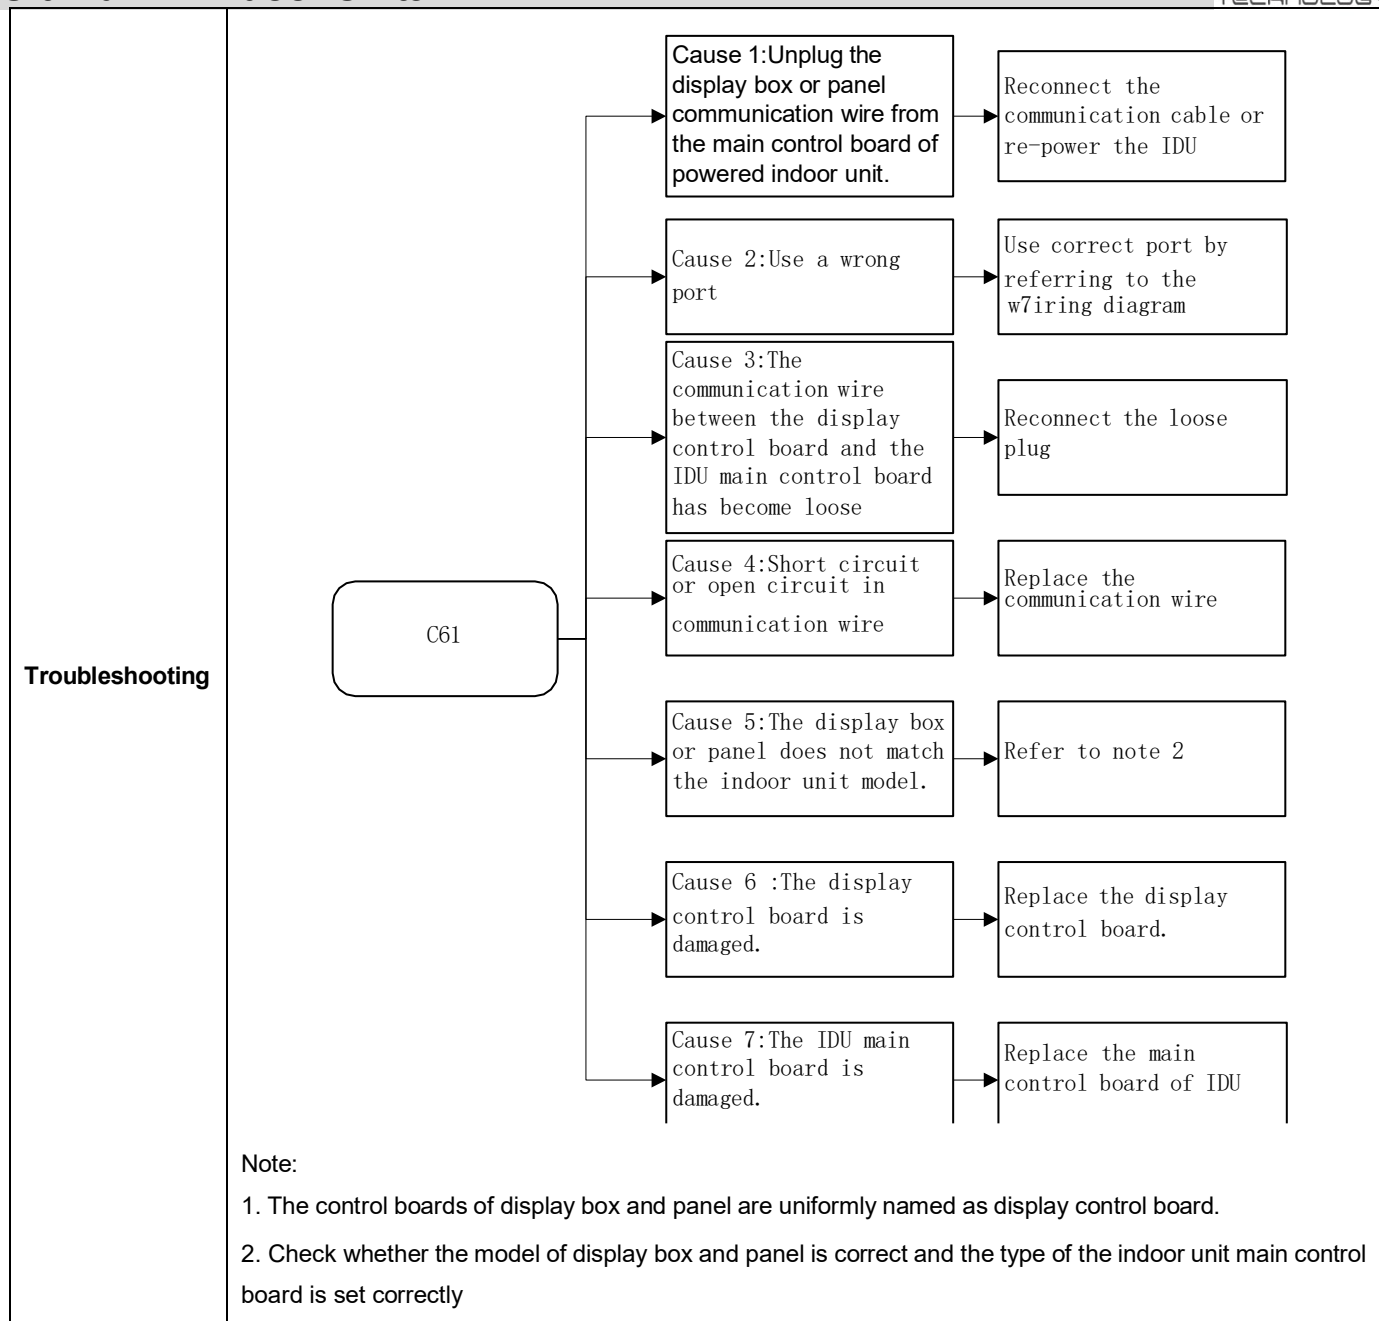 Troubleshooting
C61
Cause 1:Unplug the
display box or panel
communication wire from
the main control board of
powered indoor unit.
Reconnect the
communication cable or
re-power the IDU
Cause 2:Use a wrong
port
Use correct port by
referring to the
w7iring diagram
Cause 3:The
communication wire
between the display
control board and the
IDU main control board
has become loose
Reconnect the loose
plug
Cause 4:Short circuit
or open circuit in
communication wire
Replace the
communication wire
Cause 5:The display box
or panel does not match
the indoor unit model.
Refer to note 2
Cause 6 :The display
control board is
damaged.
Replace the display
control board.
Cause 7:The IDU main
control board is
damaged.
Replace the main
control board of IDU
Note:
1. The control boards of display box and panel are uniformly named as display control board.
2. Check whether the model of display box and panel is correct and the type of the indoor unit main control
board is set correctly